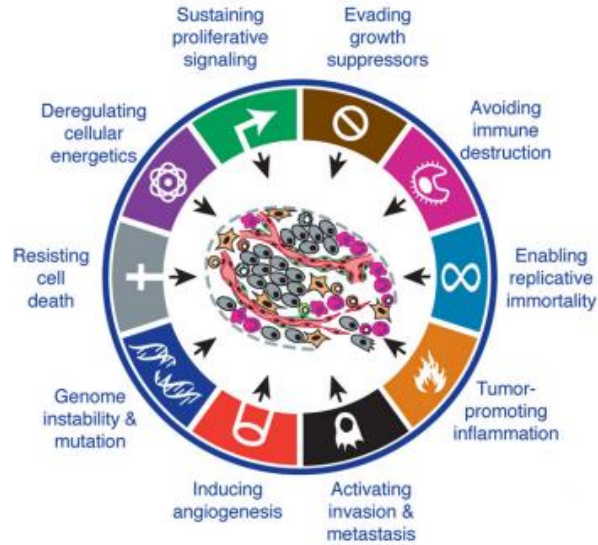 Sustaining
proliferative
signaling
Evading
growth
suppressors
Avoiding
immune
destruction
Enabling
replicative
immortality
Tumor-
promoting
inflammation
Activating
invasion &
metastasis
Inducing
angiogenesis
Genome
instability &
mutation
Resisting
cell
death
Deregulating
cellular
energetics